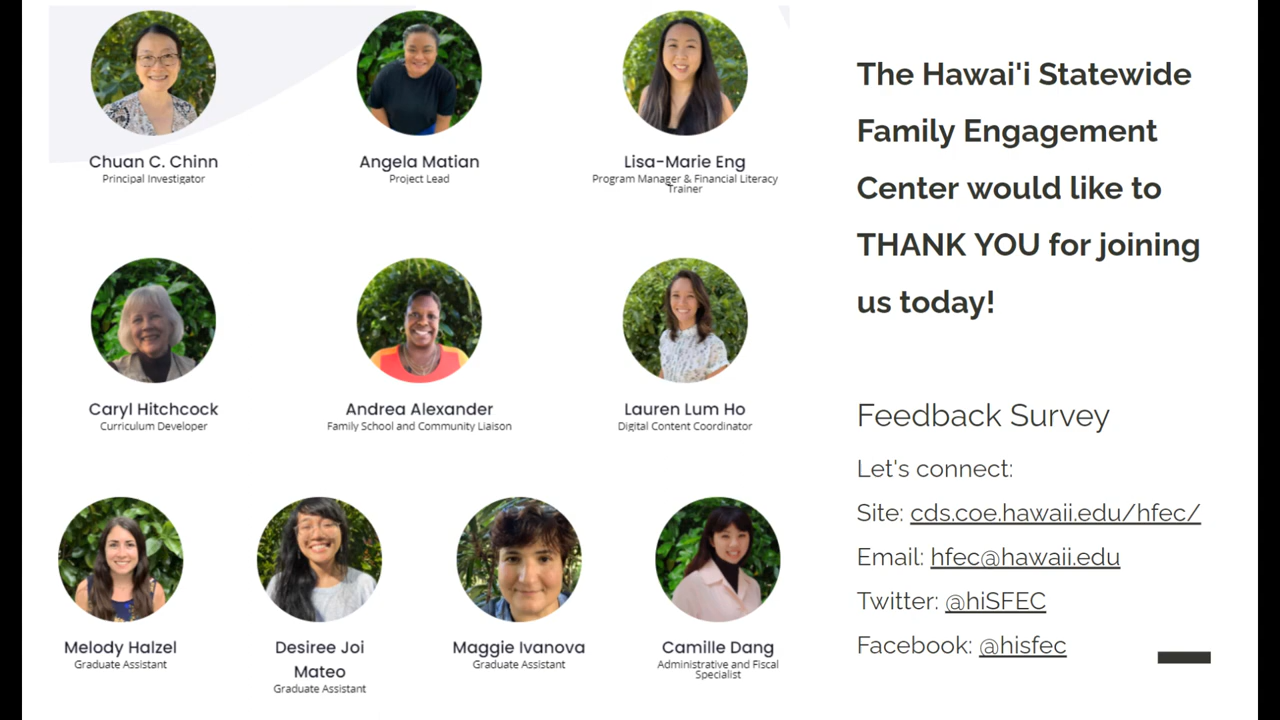 Chuan C. Chinn
Principal Investigator
Angela Matian
Project Lead
Lisa-Marie Eng
Program Manager & Financial Literacy
Trainer
Caryl Hitchcock
Curriculum Developer
Andrea Alexander
Family School and Community Liaison
Lauren Lum Ho
Digital Content Coordinator
Melody Halzel
Graduate Assistant
Desiree Joi
Mateo
Graduate Assistant
Maggie Ivanova
Graduate Assistant
Camille Dang
Administrative and Fiscal
Specialist
The Hawai'i Statewide
Family Engagement
Center would like to
THANK YOU for joining
us today!
Feedback Survey
Let's connect:
Site: cds.coe.hawaii.edu/hfec/
Email: hfec@hawaii.edu
Twitter: @hiSFEC
Facebook: @hisfec